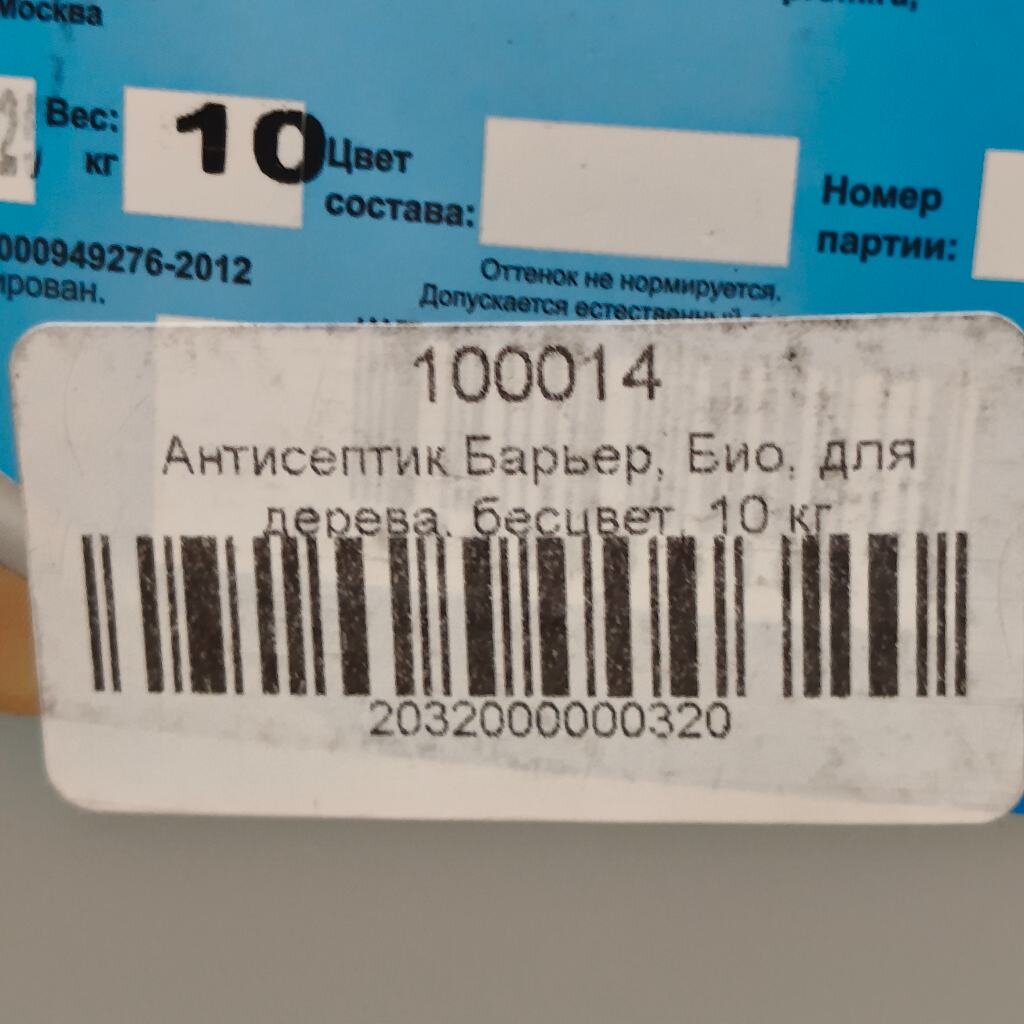 Москва
Вес: 10
кг
Цвет
состава:
Номер
партии:
000949276-2012
Оттенок не нормируется.
Допускается естественный
100014
Антисептик Барьер, Био, для
дерева, бесцвет, 10 кг
2032000000320